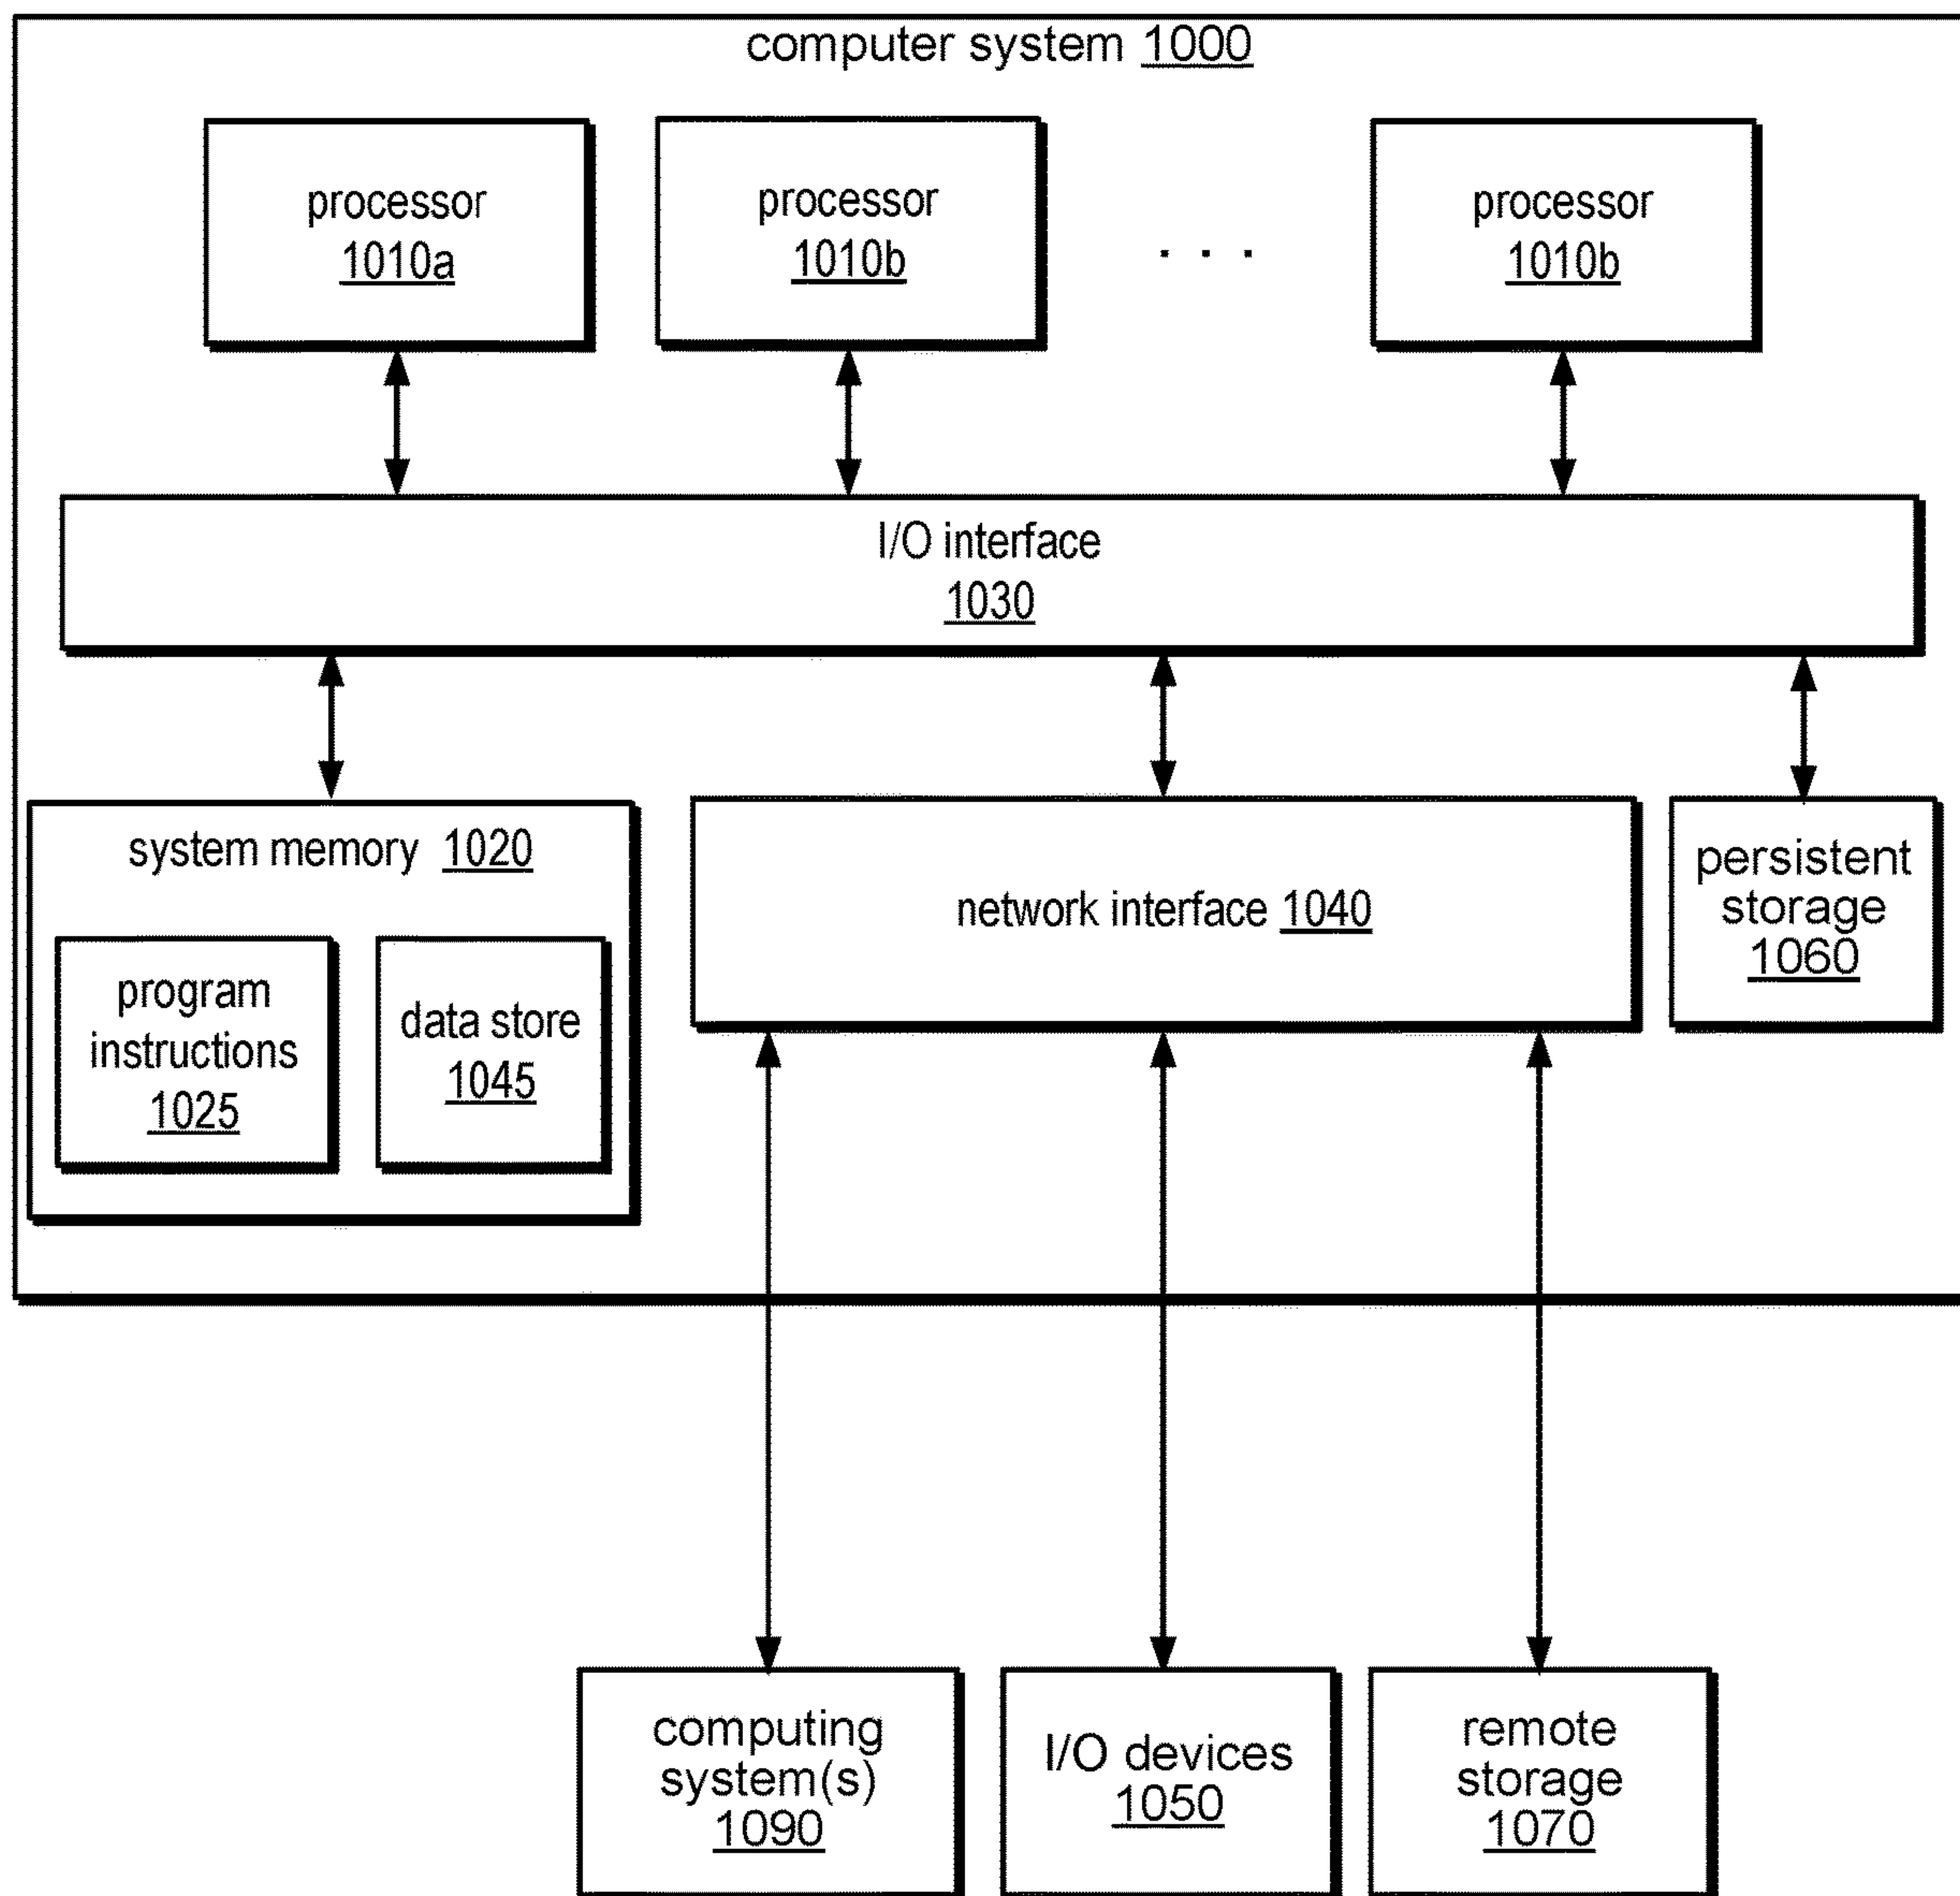 computer system 1000
processor
1010a
processor
1010b
. . .
processor
1010b
I/O interface
1030
system memory 1020
program
instructions
1025
data store
1045
network interface 1040
persistent
storage
1060
computing
system(s)
1090
I/O devices
1050
remote
storage
1070